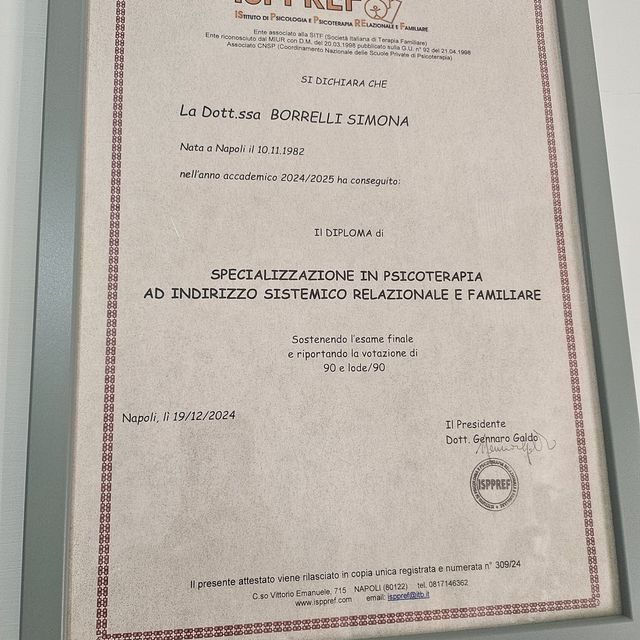 ISPPREF
ISTITUTO DI PSICOLOGIA E PSICOTERAPIA RELAZIONALE E FAMILIARE
Ente associato alla SITF (Società Italiana di Terapia Familiare)
Ente riconosciuto dal MIUR con D.M. del 20.03.1998 pubblicato sulla G.U. n° 92 del 21.04.1998
Associato CNSP (Coordinamento Nazionale delle Scuole Private di Psicoterapia)
SI DICHIARA CHE
La Dott.ssa BORRELLI SIMONA
Nata a Napoli il 10.11.1982
nell'anno accademico 2024/2025 ha conseguito:
Il DIPLOMA di
SPECIALIZZAZIONE IN PSICOTERAPIA
AD INDIRIZZO SISTEMICO RELAZIONALE E FAMILIARE
Sostenendo l'esame finale
e riportando la votazione di
90 e lode/90
Napoli, lì 19/12/2024
Il Presidente
Dott. Gennaro Galdo
ISPPREF
Il presente attestato viene rilasciato in copia unica registrata e numerata n° 309/24
C.so Vittorio Emanuele, 715 NAPOLI (80122) tel. 0817146362
www.isppref.com email: isppref@itb.it